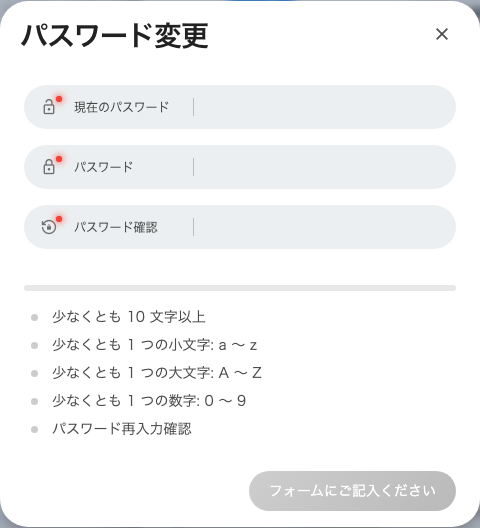 パスワード変更
現在のパスワード
パスワード
パスワード確認
少なくとも 10 文字以上
少なくとも 1 つの小文字: a ～ z
少なくとも 1 つの大文字: A ～ Z
少なくとも 1 つの数字: 0 ～ 9
パスワード再入力確認
フォームにご記入ください